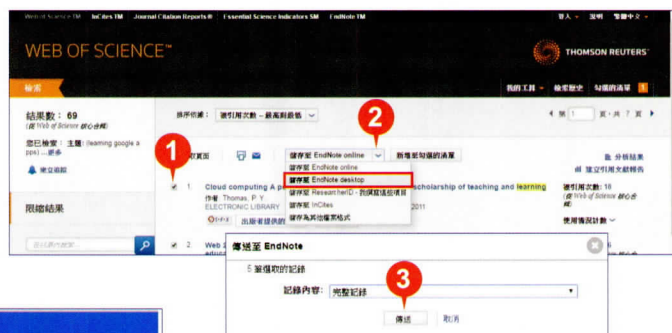 Web of Science TM InCites TM Journal Citation Reports® Essential Science Indicators SM EndNote TM 登入 說明 繁體中文
WEB OF SCIENCE™
THOMSON REUTERS
檢索
我的工具 檢索歷史 勾選的清單 1
結果數： 69
(從 Web of Science 核心合輯)
排序依據： 被引用次數 -- 最高到最低
第 1 頁，共 7 頁
您已檢索： 主題: (learning google a
pps) ...更多
2
1
頁面
儲存至 EndNote online
新增至勾選的清單
建立追蹤
儲存至 EndNote online
儲存至 EndNote desktop
儲存至 ResearcherID -
儲存至 InCites
儲存為其他檔案格式
分析結果
建立引用文獻報告
1. Cloud computing A p
scholarship of teaching and learning
作者 Thomas, P. Y.
ELECTRONIC LIBRARY
2011
出版者提供的
被引用次數: 18
(從 Web of Science 核心合
輯)
使用情況計數
限縮結果
2. Web 2
傳送至 EndNote
5 筆選取的記錄
記錄內容: 完整記錄
3
傳送 取消